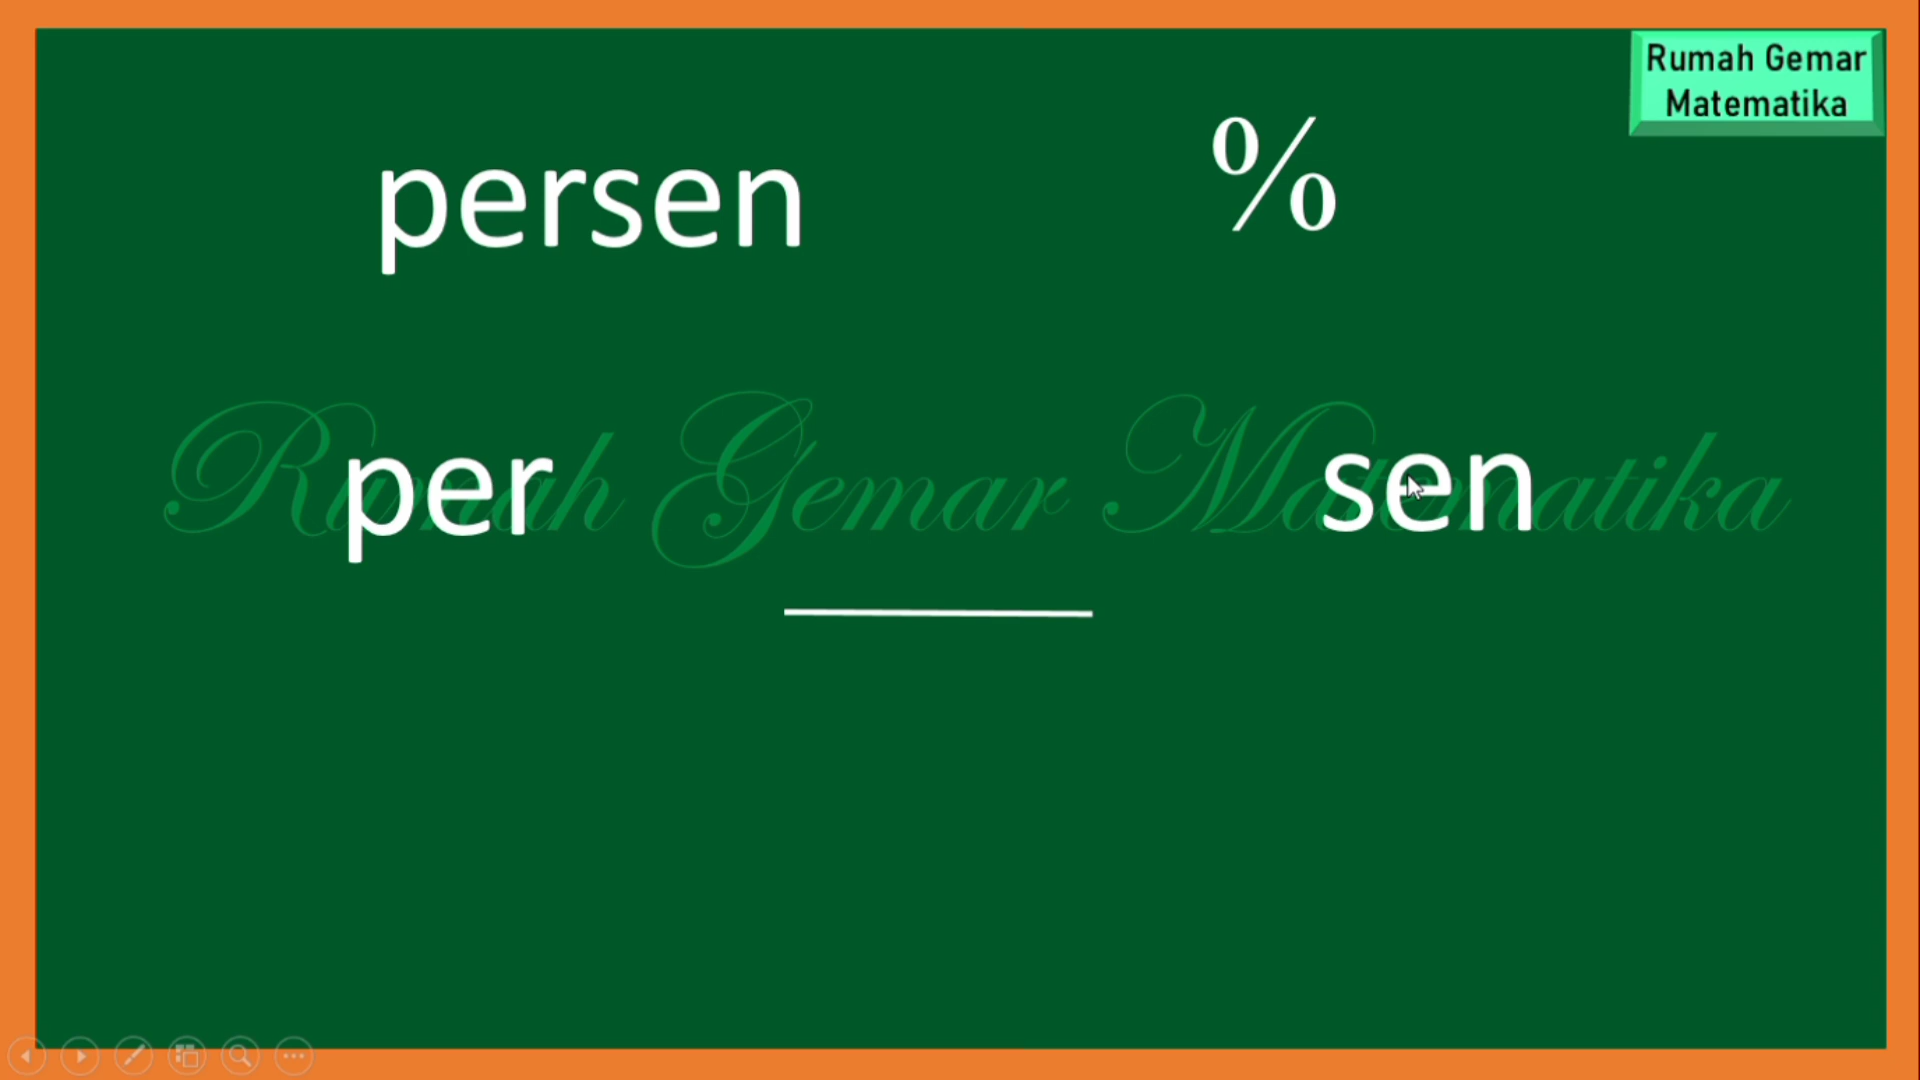 Rumah Gemar
Matematika
persen %
Rumah Gemar Matematika
per sen